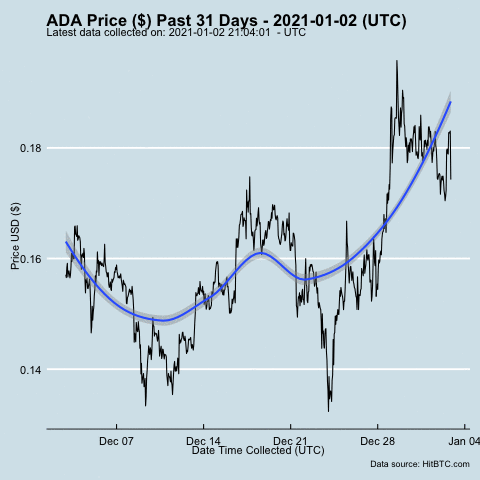 ADA Price ($) Past 31 Days - 2021-01-02 (UTC)
Latest data collected on: 2021-01-02 21:04:01 - UTC
0.18
0.16
0.14
Price USD ($)
Dec 07 Dec 14 Dec 21 Dec 28 Jan 04
Date Time Collected (UTC)
Data source: HitBTC.com